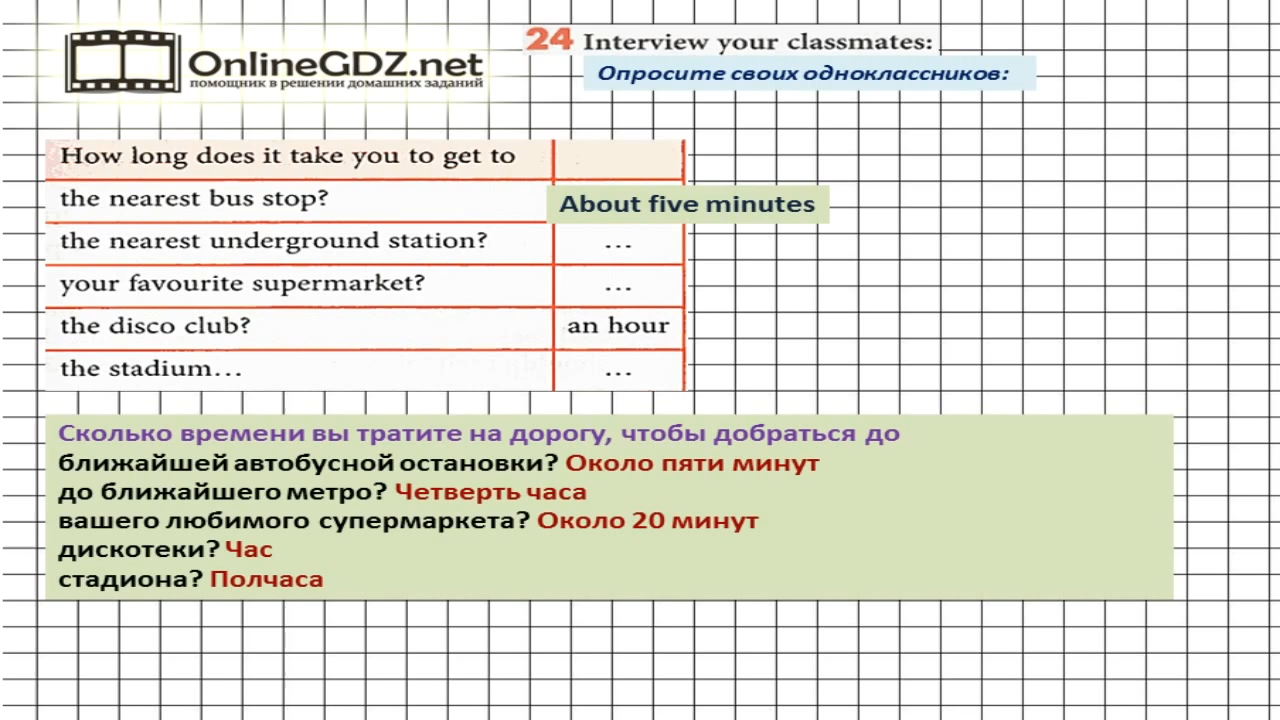 OnlineGDZ.net
помощник в решении домашних заданий
24 Interview your classmates:
Опросите своих одноклассников:
How long does it take you to get to
the nearest bus stop? About five minutes
the nearest underground station? ...
your favourite supermarket? ...
the disco club? an hour
the stadium... ...
Сколько времени вы тратите на дорогу, чтобы добраться до
ближайшей автобусной остановки? Около пяти минут
до ближайшего метро? Четверть часа
вашего любимого супермаркета? Около 20 минут
дискотеки? Час
стадиона? Полчаса